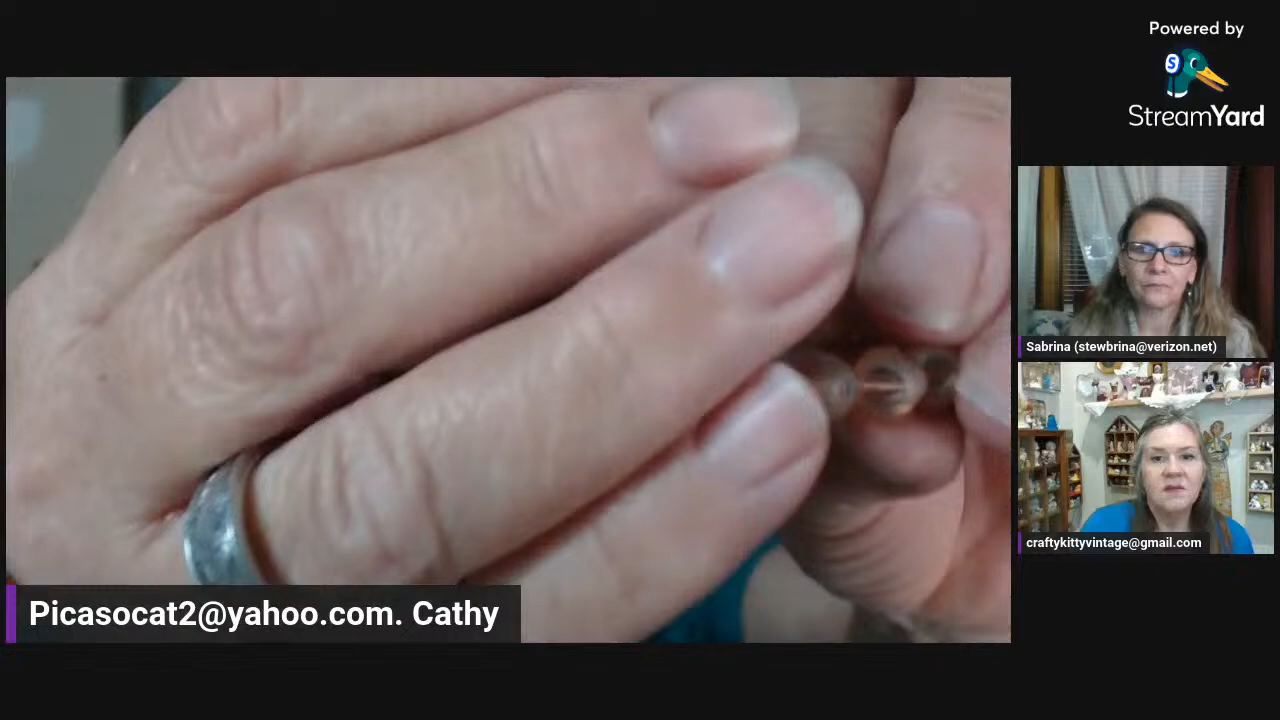 Powered by
StreamYard
Sabrina (stewbrina@verizon.net)
craftykittyvintage@gmail.com
Picasocat2@yahoo.com. Cathy